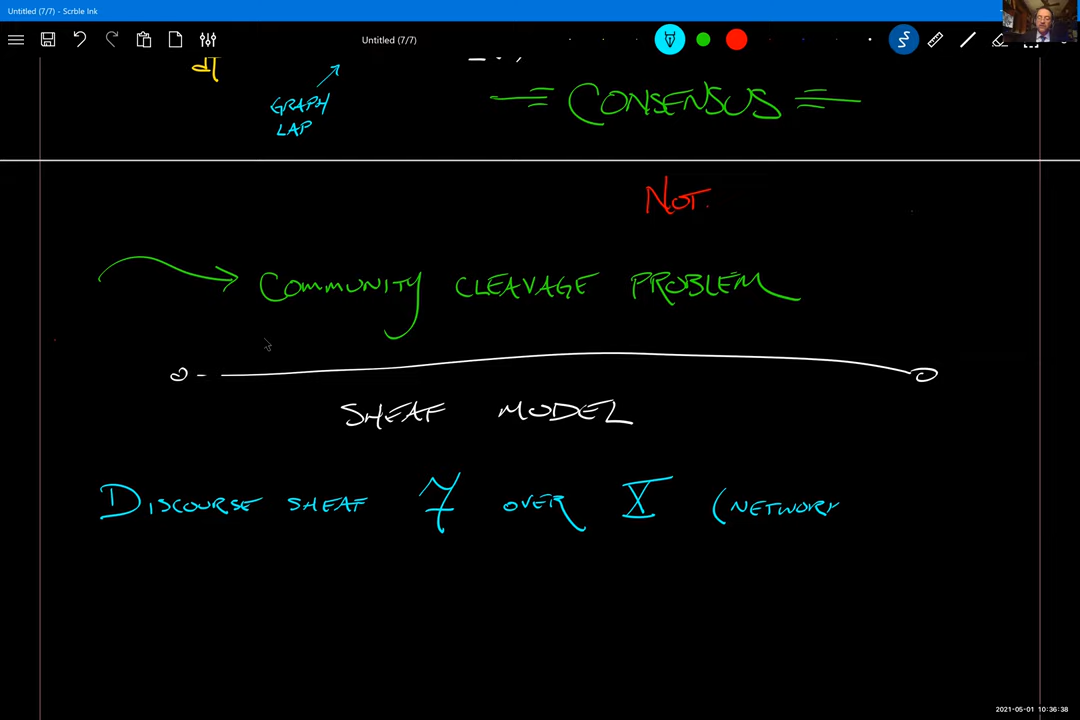 Untitled (7/7) - Scrble Ink
Untitled (7/7)
GRAPH
LAP
CONSENSUS
NOT.
COMMUNITY CLEAVAGE PROBLEM
SHEAF MODEL
DISCOURSE SHEAF F OVER X (NETWORK
2021-05-01 10:36:38